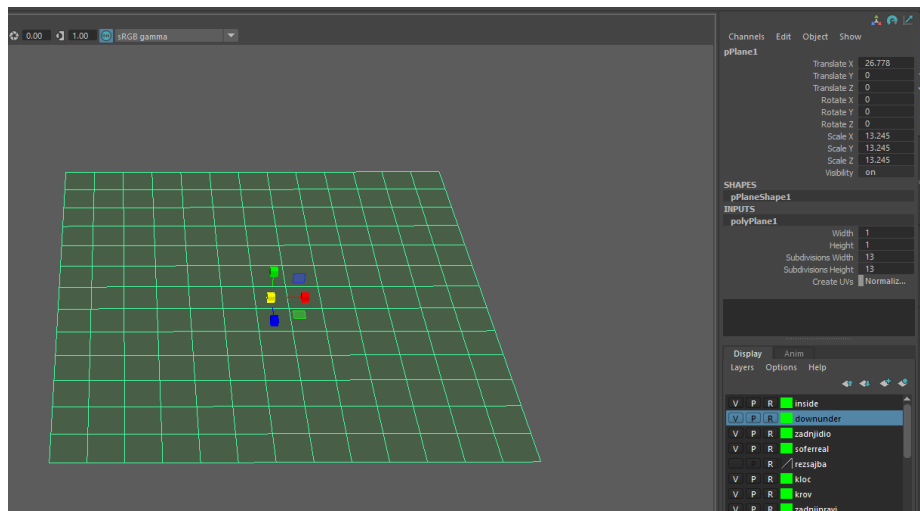 0.00 1.00 sRGB gamma
Channels Edit Object Show
pPlane1
Translate X 26.778
Translate Y 0
Translate Z 0
Rotate X 0
Rotate Y 0
Rotate Z 0
Scale X 13.245
Scale Y 13.245
Scale Z 13.245
Visibility on
SHAPES
pPlaneShape1
INPUTS
polyPlane1
Width 1
Height 1
Subdivisions Width 13
Subdivisions Height 13
Create UVs Normaliz...
Display Anim
Layers Options Help
V P R inside
V P R downunder
V P R zadnjidio
V P R soferreal
R rezsajba
V P R kloc
V P R krov
V P R zadnjipravi